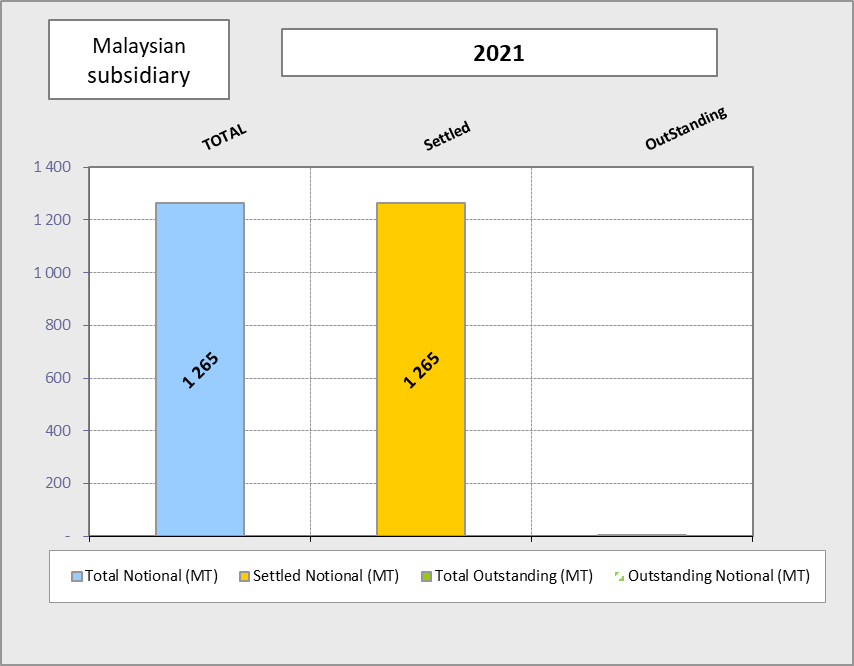 Malaysian
subsidiary
2021
TOTAL
Settled
OutStanding
1 400
1 200
1 000
800
600
400
200
-
1 265
1 265
Total Notional (MT)
Settled Notional (MT)
Total Outstanding (MT)
Outstanding Notional (MT)